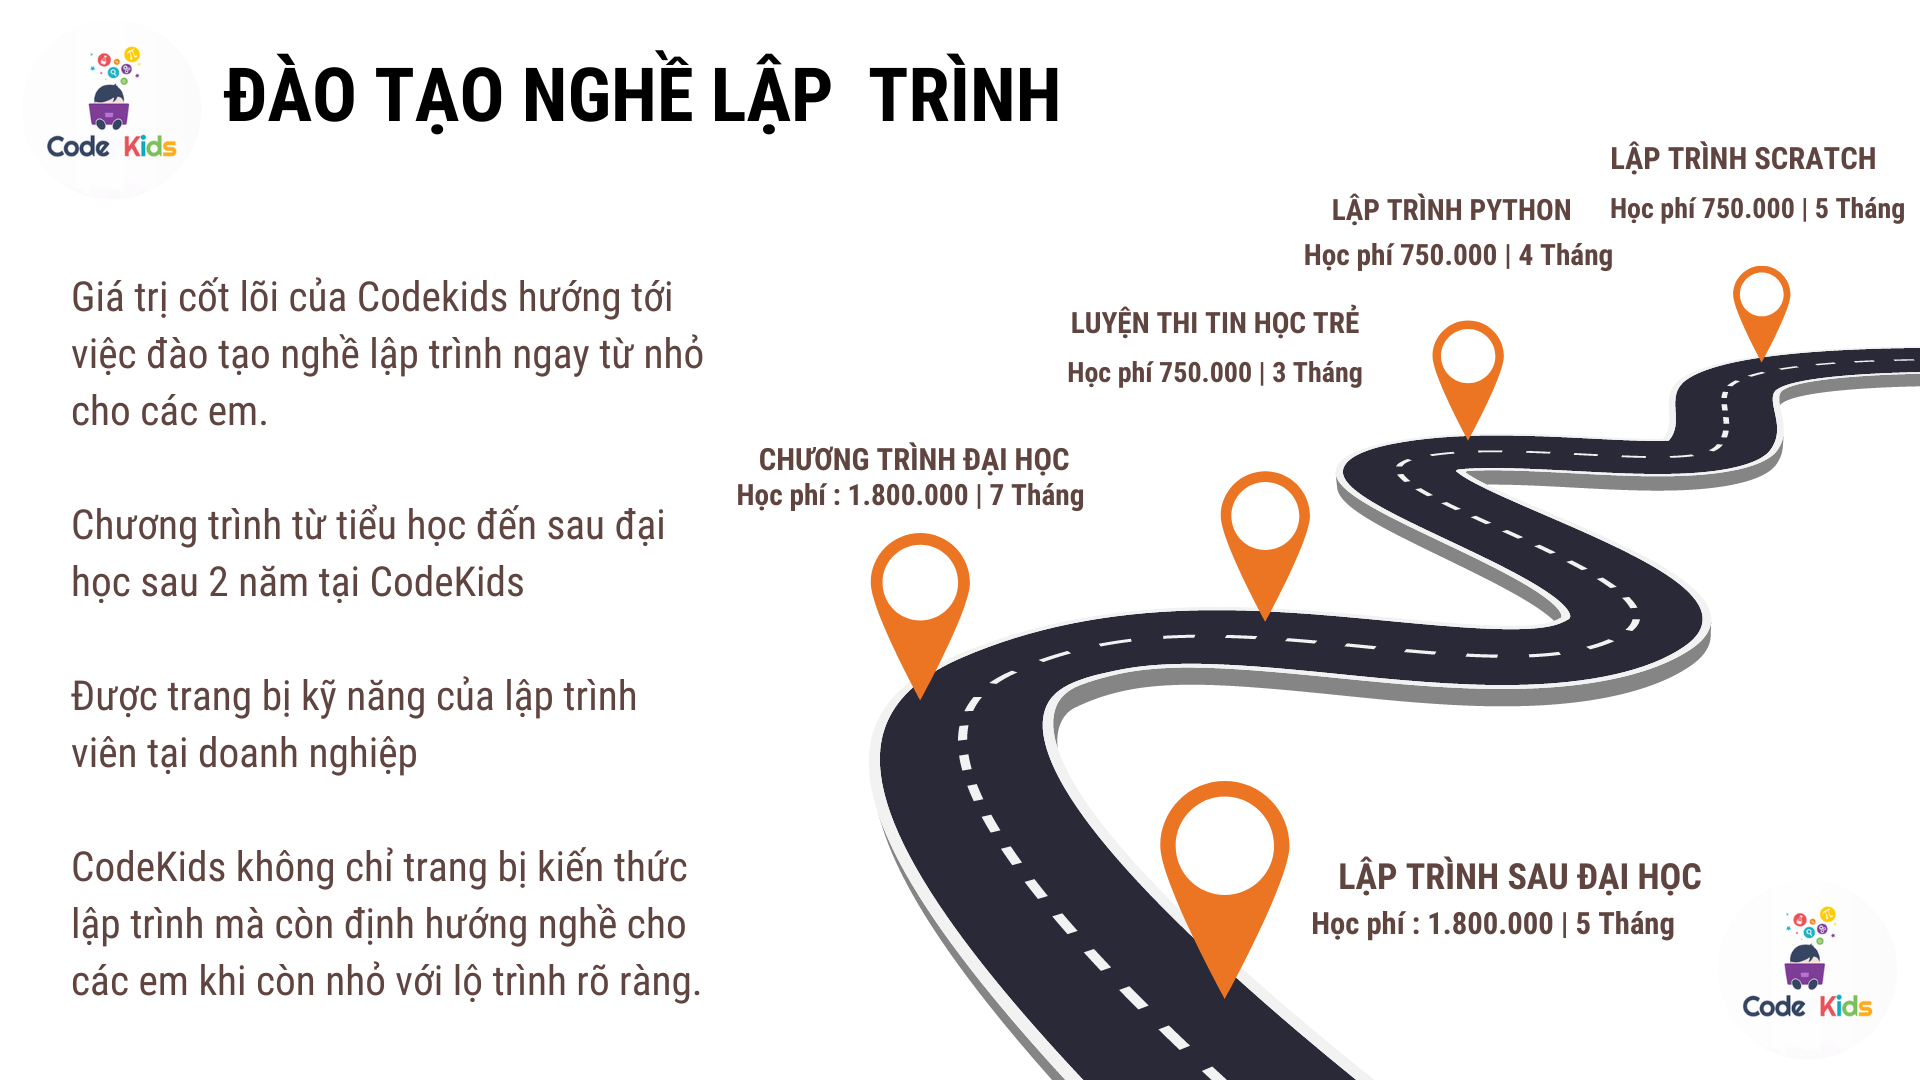 Code Kids
ĐÀO TẠO NGHỀ LẬP TRÌNH
Giá trị cốt lõi của Codekids hướng tới
việc đào tạo nghề lập trình ngay từ nhỏ
cho các em.
Chương trình từ tiểu học đến sau đại
học sau 2 năm tại CodeKids
Được trang bị kỹ năng của lập trình
viên tại doanh nghiệp
CodeKids không chỉ trang bị kiến thức
lập trình mà còn định hướng nghề cho
các em khi còn nhỏ với lộ trình rõ ràng.
LẬP TRÌNH SCRATCH
Học phí 750.000 | 5 Tháng
LẬP TRÌNH PYTHON
Học phí 750.000 | 4 Tháng
LUYỆN THI TIN HỌC TRẺ
Học phí 750.000 | 3 Tháng
CHƯƠNG TRÌNH ĐẠI HỌC
Học phí : 1.800.000 | 7 Tháng
LẬP TRÌNH SAU ĐẠI HỌC
Học phí : 1.800.000 | 5 Tháng
Code Kids